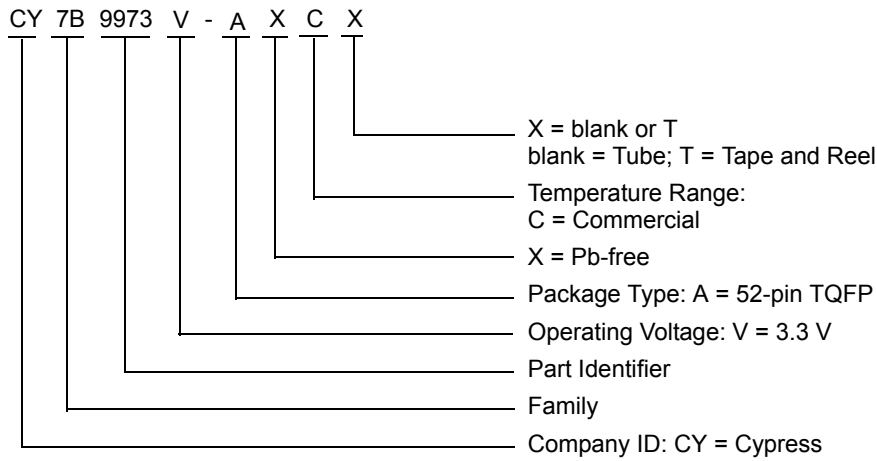 CY 7B 9973 V - A X C X
X = blank or T
blank = Tube; T = Tape and Reel
Temperature Range:
C = Commercial
X = Pb-free
Package Type: A = 52-pin TQFP
Operating Voltage: V = 3.3 V
Part Identifier
Family
Company ID: CY = Cypress